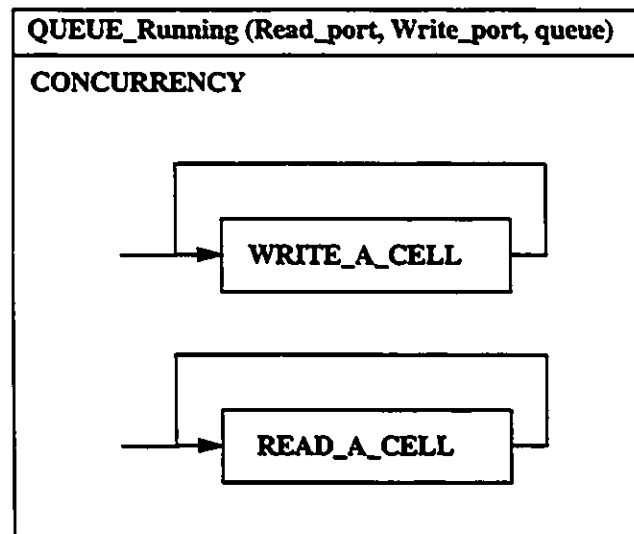 QUEUE_Running (Read_port, Write_port, queue)
CONCURRENCY
WRITE_A_CELL
READ_A_CELL